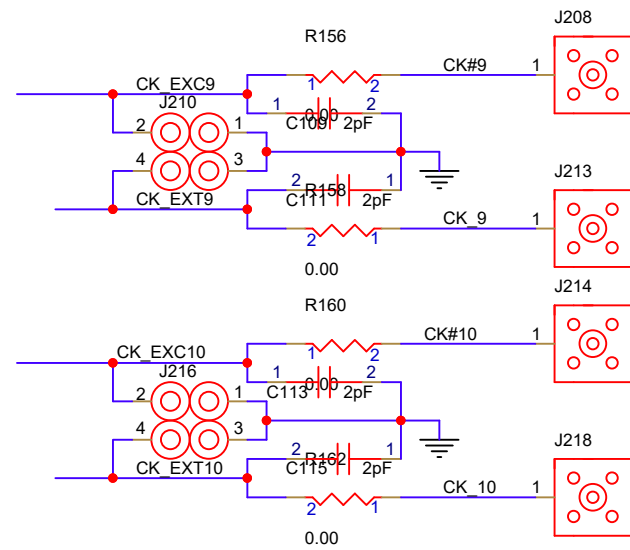 J208
R156
CK#9 1
CK_EXC9
1 2
J210
1 2
0.00
C109 2pF
2 1
4 3
2 1
J213
R158
C111 2pF
CK_EXT9
CK_9 1
2 1
0.00
J214
R160
CK#10 1
CK_EXC10
1 2
J216
1 2
0.00
C113 2pF
2 1
4 3
2 1
J218
R162
C115 2pF
CK_EXT10
CK_10 1
2 1
0.00